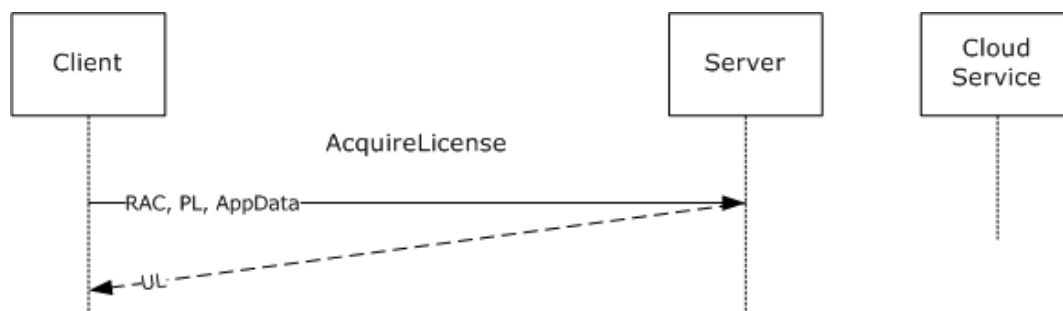 Client
Server
Cloud
Service
AcquireLicense
RAC, PL, AppData
UL